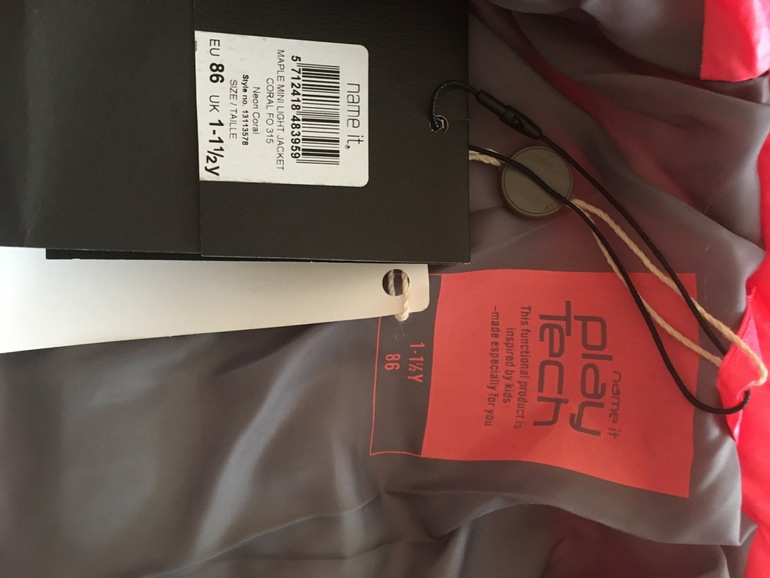 name it.
5 712418 483959
MAPLE MINI LIGHT JACKET
CORAL FO 315
Neon Coral
Style no. 13113578
SIZE / TAILLE
EU 86 UK 1-1½Y
name it
play
Tech
This functional product is
inspired by kids
–made especially for you
1-1½Y
86